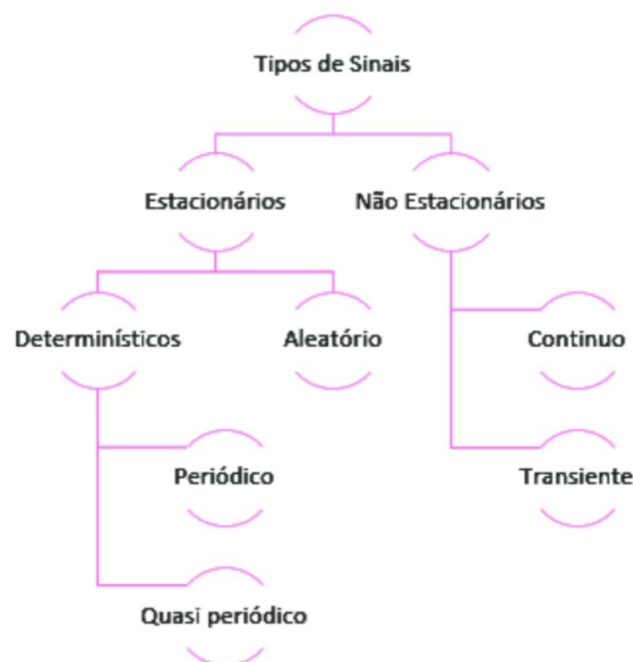 Tipos de Sinais
Estacionários
Não Estacionários
Determinísticos
Aleatório
Continuo
Periódico
Transiente
Quasi periódico